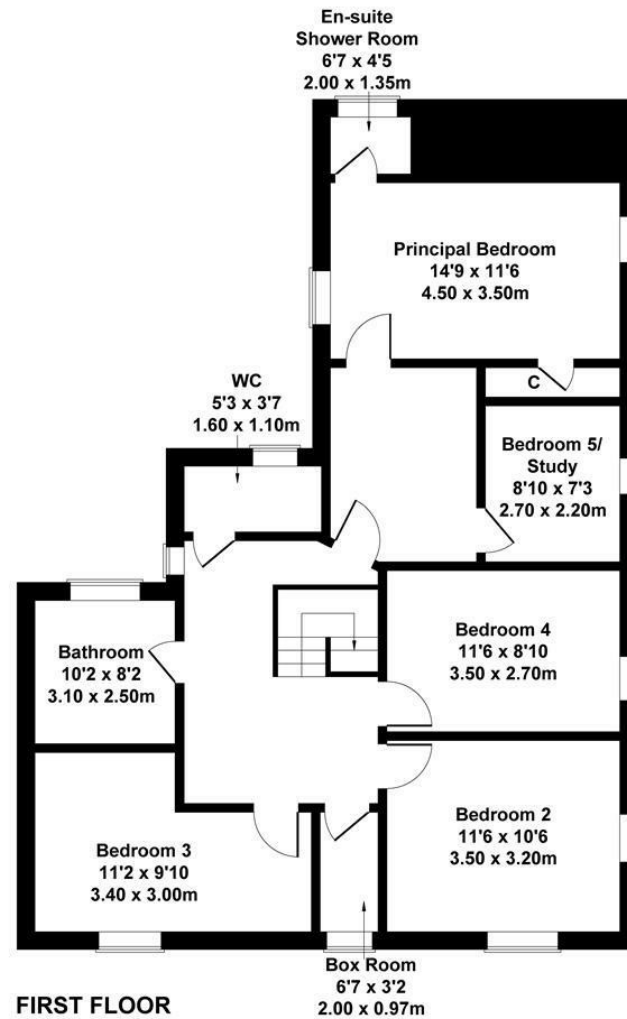 En-suite
Shower Room
6'7 x 4'5
2.00 x 1.35m
Principal Bedroom
14'9 x 11'6
4.50 x 3.50m
WC
5'3 x 3'7
1.60 x 1.10m
C
Bedroom 5/
Study
8'10 x 7'3
2.70 x 2.20m
Bathroom
10'2 x 8'2
3.10 x 2.50m
Bedroom 4
11'6 x 8'10
3.50 x 2.70m
Bedroom 3
11'2 x 9'10
3.40 x 3.00m
Bedroom 2
11'6 x 10'6
3.50 x 3.20m
Box Room
6'7 x 3'2
2.00 x 0.97m
FIRST FLOOR